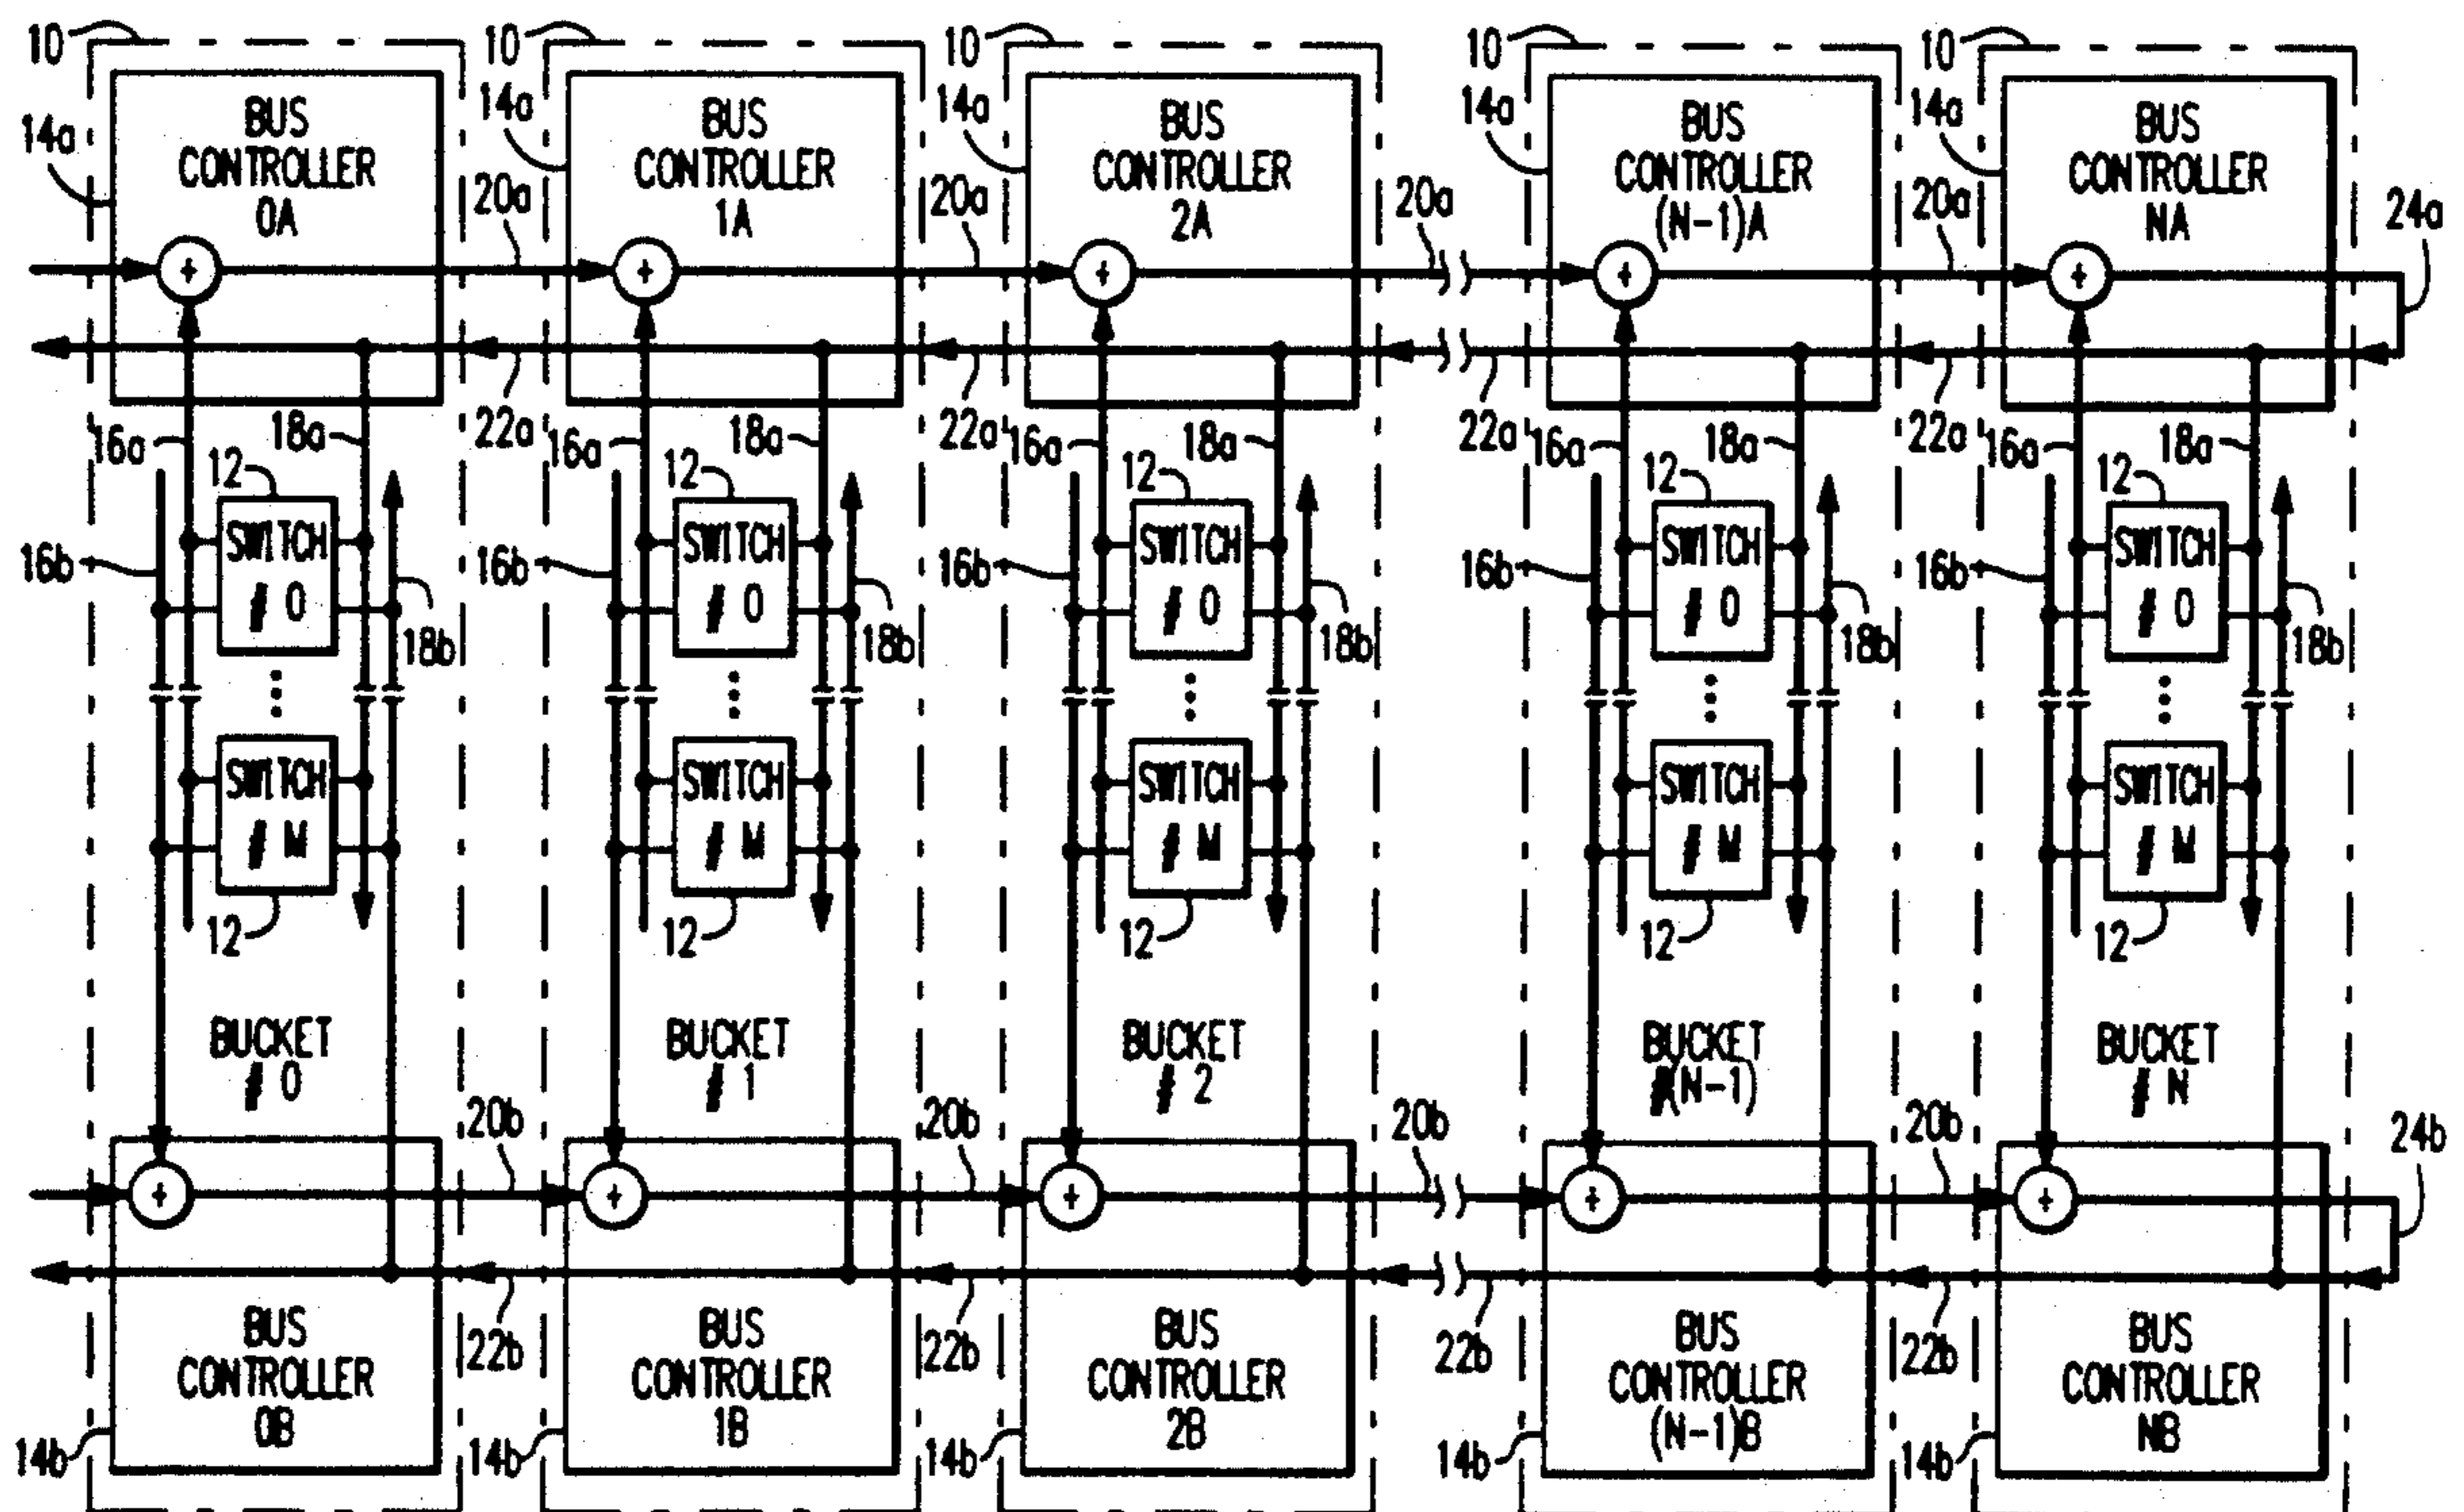 10 10 10 10 10
14a 14a 14a 14a 14a
BUS BUS BUS BUS BUS
CONTROLLER CONTROLLER CONTROLLER CONTROLLER CONTROLLER
0A 1A 2A (N-1)A NA
20a 20a 20a 20a 24a
+ + + + +
22a 22a 22a 22a
16a 18a 16a 18a 16a 18a 16a 18a 16a 18a
12 12 12 12 12
SWITCH SWITCH SWITCH SWITCH SWITCH
# 0 # 0 # 0 # 0 # 0
16b 16b 16b 16b 16b
18b 18b 18b 18b 18b
SWITCH SWITCH SWITCH SWITCH SWITCH
# M # M # M # M # M
12 12 12 12 12
BUCKET BUCKET BUCKET BUCKET BUCKET
# 0 # 1 # 2 #(N-1) # N
20b 20b 20b 20b 24b
+ + + + +
22b 22b 22b 22b
BUS BUS BUS BUS BUS
CONTROLLER CONTROLLER CONTROLLER CONTROLLER CONTROLLER
0B 1B 2B (N-1)B NB
14b 14b 14b 14b 14b